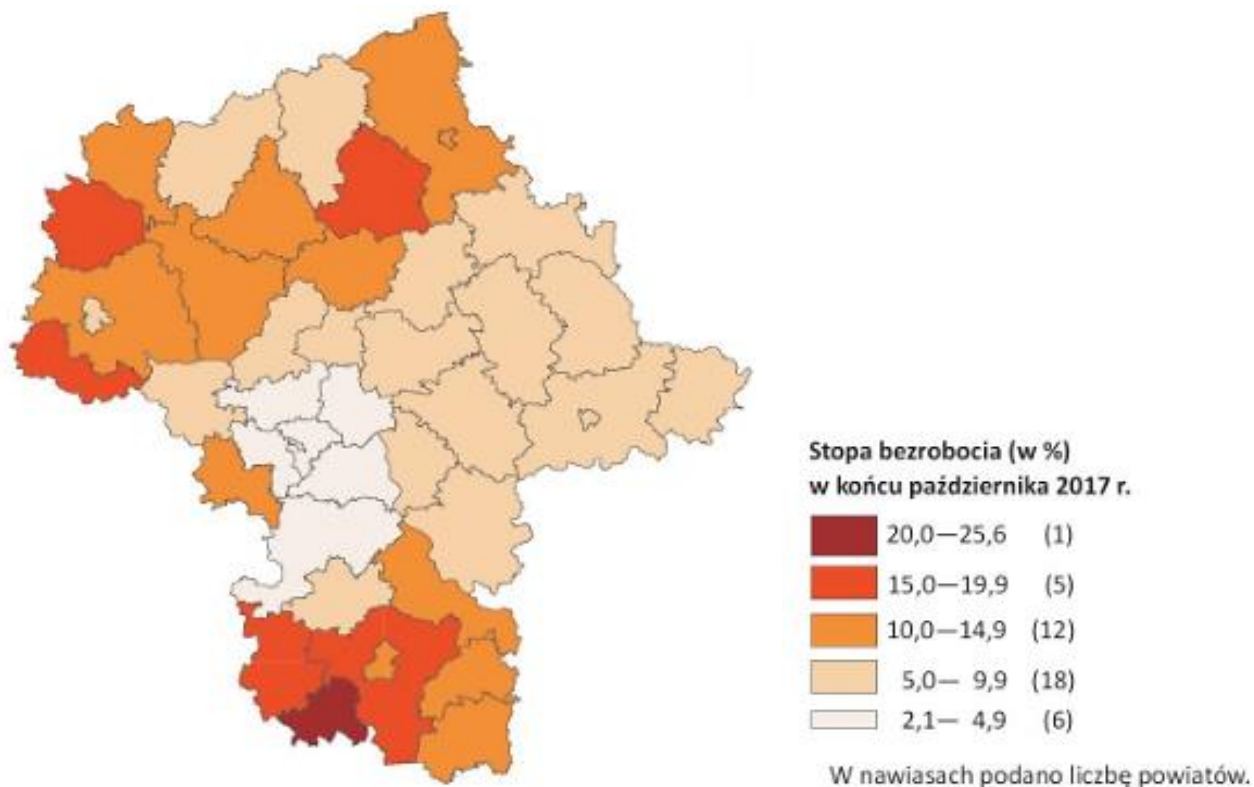 Stopa bezrobocia (w %)
w końcu października 2017 r.
20,0—25,6 (1)
15,0—19,9 (5)
10,0—14,9 (12)
5,0— 9,9 (18)
2,1— 4,9 (6)
W nawiasach podano liczbę powiatów.